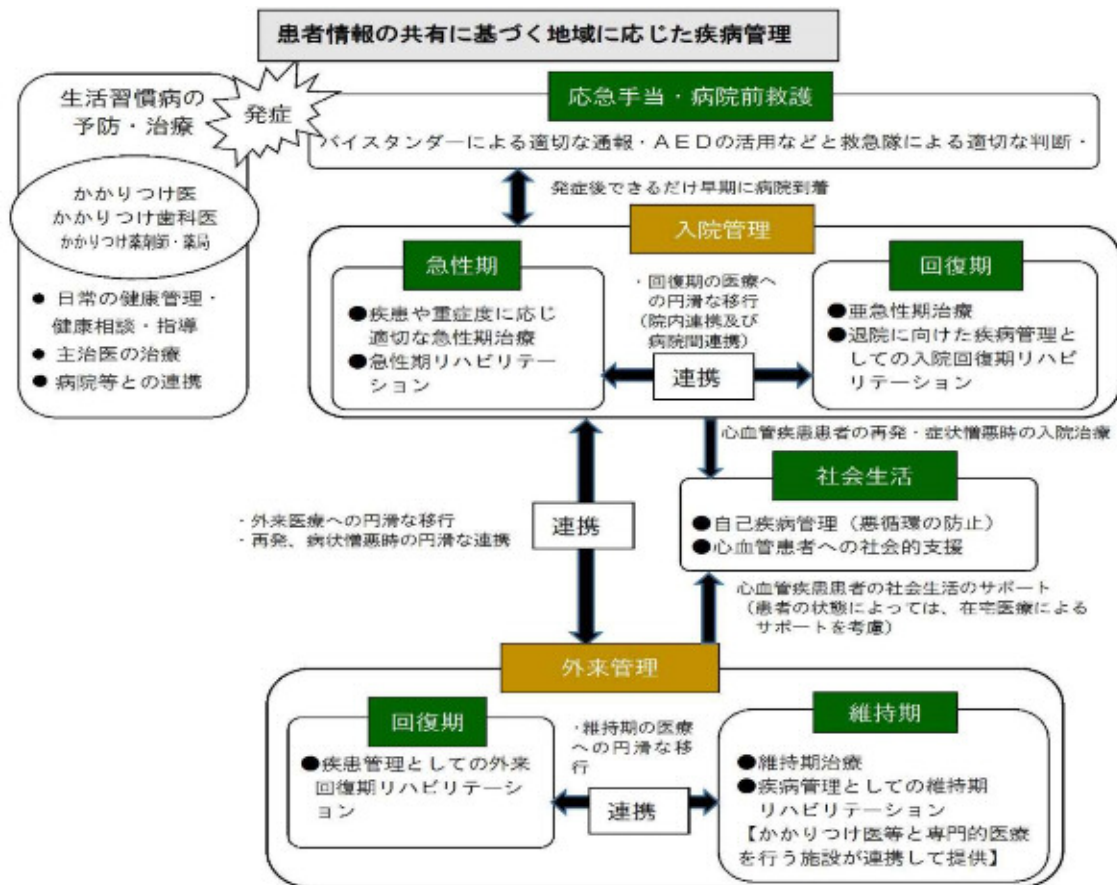 患者情報の共有に基づく地域に応じた疾病管理
生活習慣病の
予防・治療
発症
かかりつけ医
かかりつけ歯科医
かかりつけ薬剤師・薬局
● 日常の健康管理・
健康相談・指導
● 主治医の治療
● 病院等との連携
応急手当・病院前救護
バイスタンダーによる適切な通報・AEDの活用などと救急隊による適切な判断・
発症後できるだけ早期に病院到着
入院管理
急性期
●疾患や重症度に応じ
適切な急性期治療
●急性期リハビリテー
ション
・回復期の医療へ
の円滑な移行
(院内連携及び
病院間連携)
連携
回復期
●亜急性期治療
●退院に向けた疾病管理と
しての入院回復期リハビ
リテーション
心血管疾患患者の再発・症状憎悪時の入院治療
社会生活
●自己疾病管理(悪循環の防止)
●心血管患者への社会的支援
・外来医療への円滑な移行
・再発、病状憎悪時の円滑な連携
連携
心血管疾患患者の社会生活のサポート
(患者の状態によっては、在宅医療による
サポートを考慮)
外来管理
回復期
●疾患管理としての外来
回復期リハビリテーシ
ョン
・維持期の医療
への円滑な移
行
連携
維持期
●維持期治療
●疾病管理としての維持期
リハビリテーション
【かかりつけ医等と専門的医療
を行う施設が連携して提供】